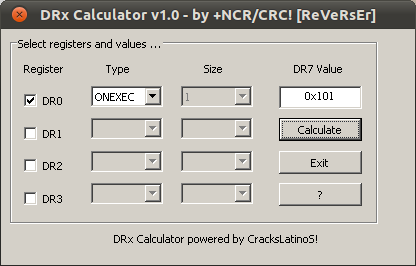 DRx Calculator v1.0 - by +NCR/CRC! [ReVeRsEr]
Select registers and values ...
Register Type Size DR7 Value
DR0 ONEXEC 1 0x101
DR1 Calculate
DR2 Exit
DR3 ?
DRx Calculator powered by CracksLatinoS!